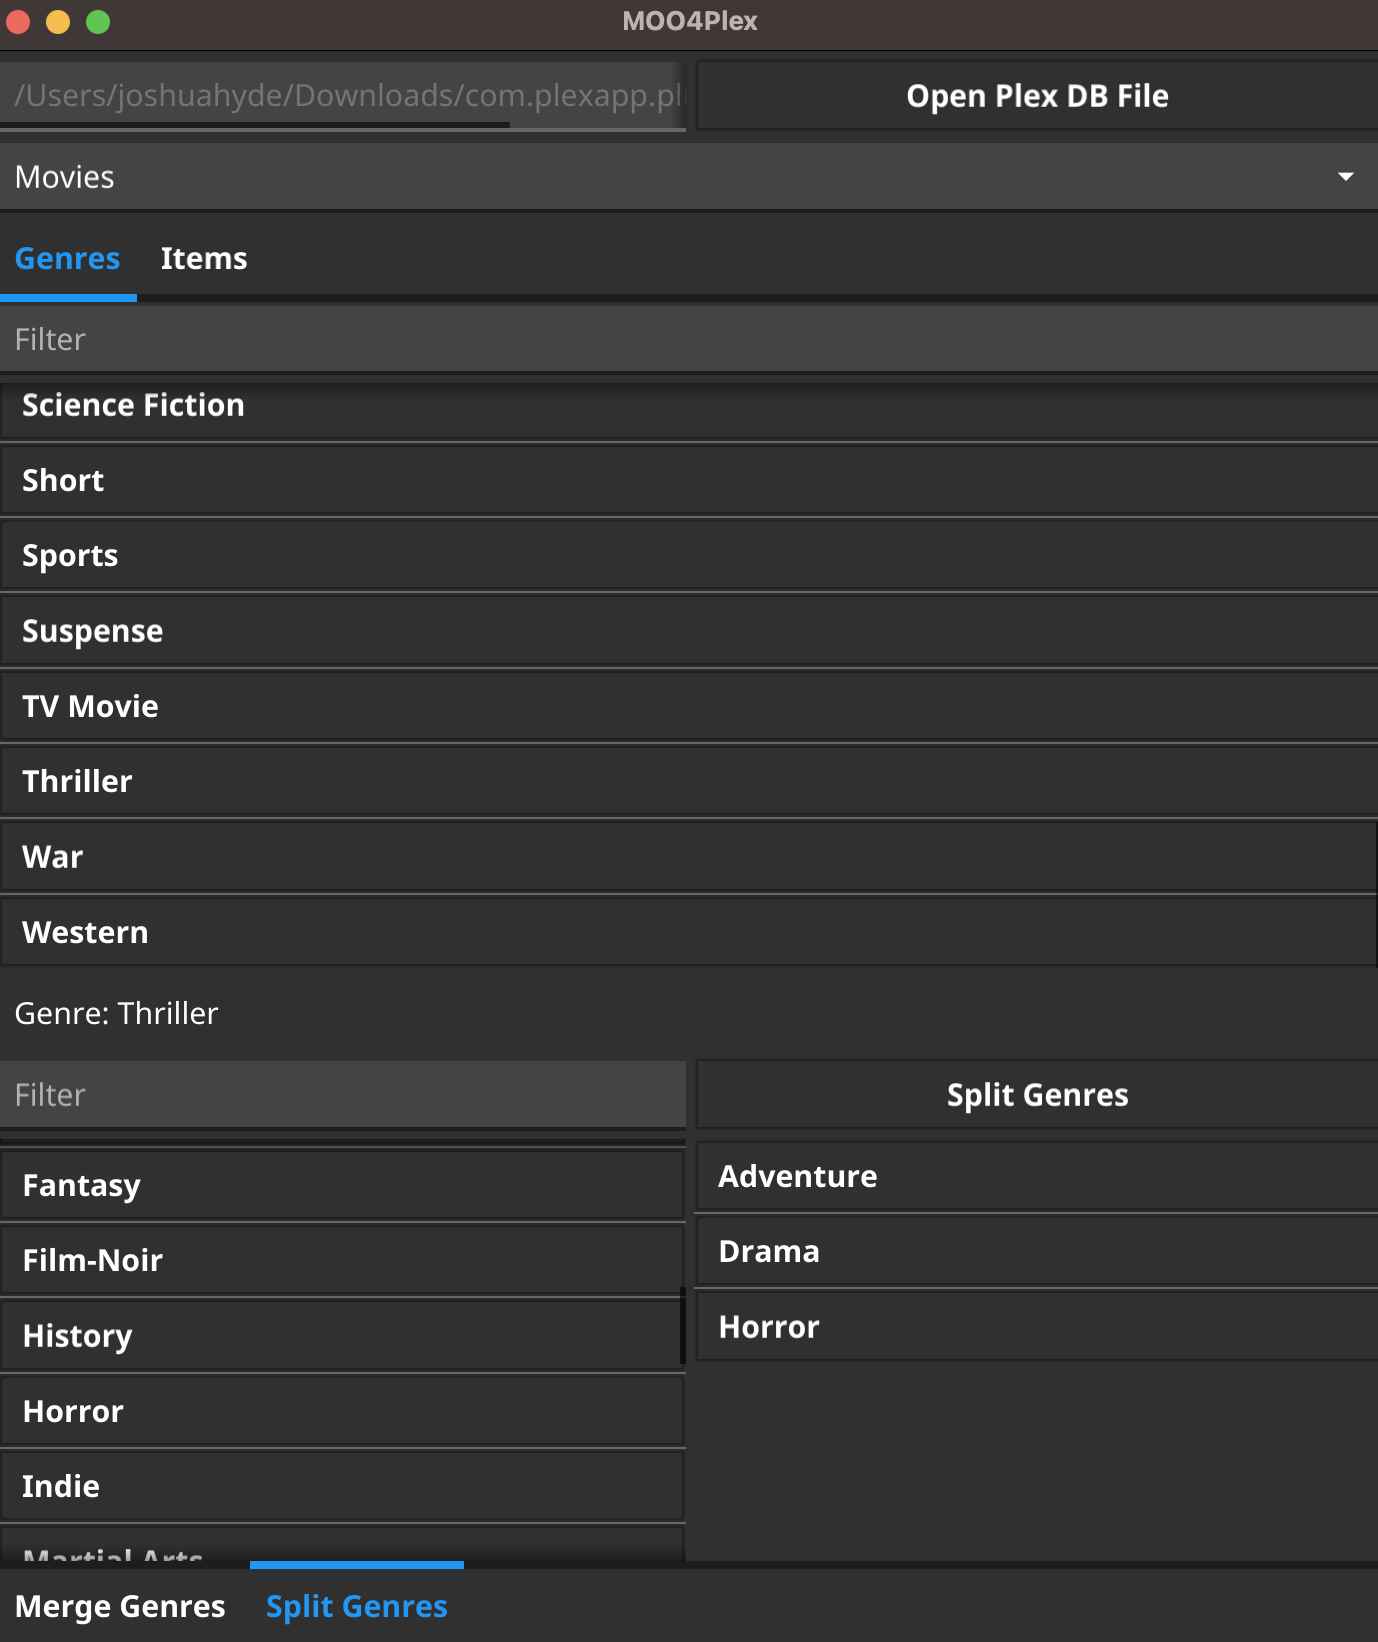 MOO4Plex
/Users/joshuahyde/Downloads/com.plexapp.pl
Open Plex DB File
Movies
Genres Items
Filter
Science Fiction
Short
Sports
Suspense
TV Movie
Thriller
War
Western
Genre: Thriller
Filter
Split Genres
Fantasy
Film-Noir
History
Horror
Indie
Martial Arts
Adventure
Drama
Horror
Merge Genres Split Genres